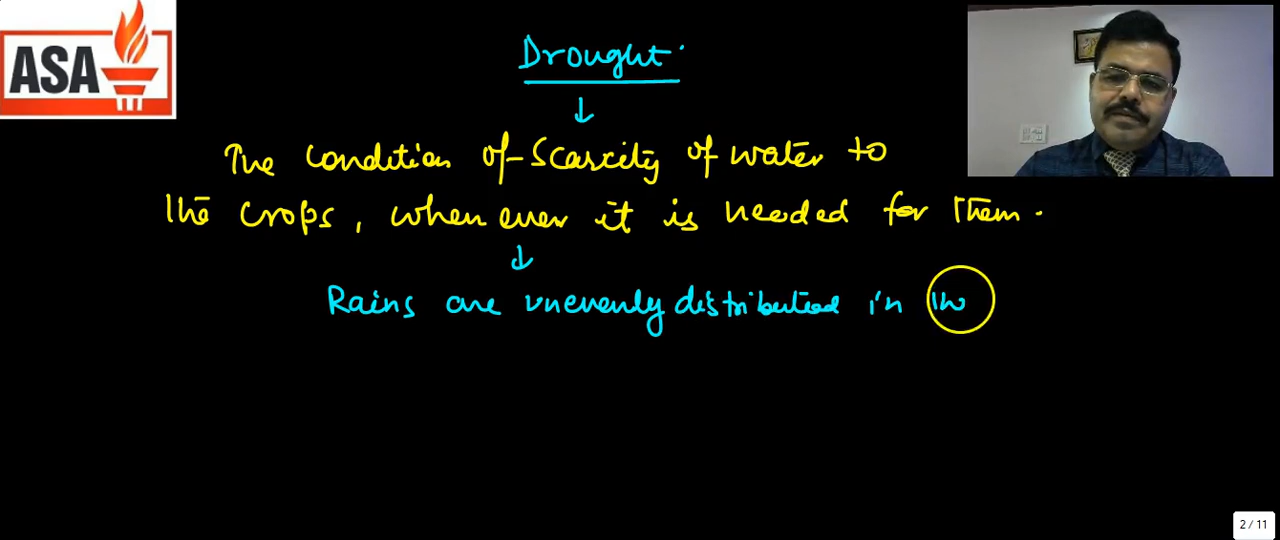 ASA
Drought.
The condition of scarcity of water to
the crops, when ever it is needed for them.
Rains are unevenly distributed in
2 / 11